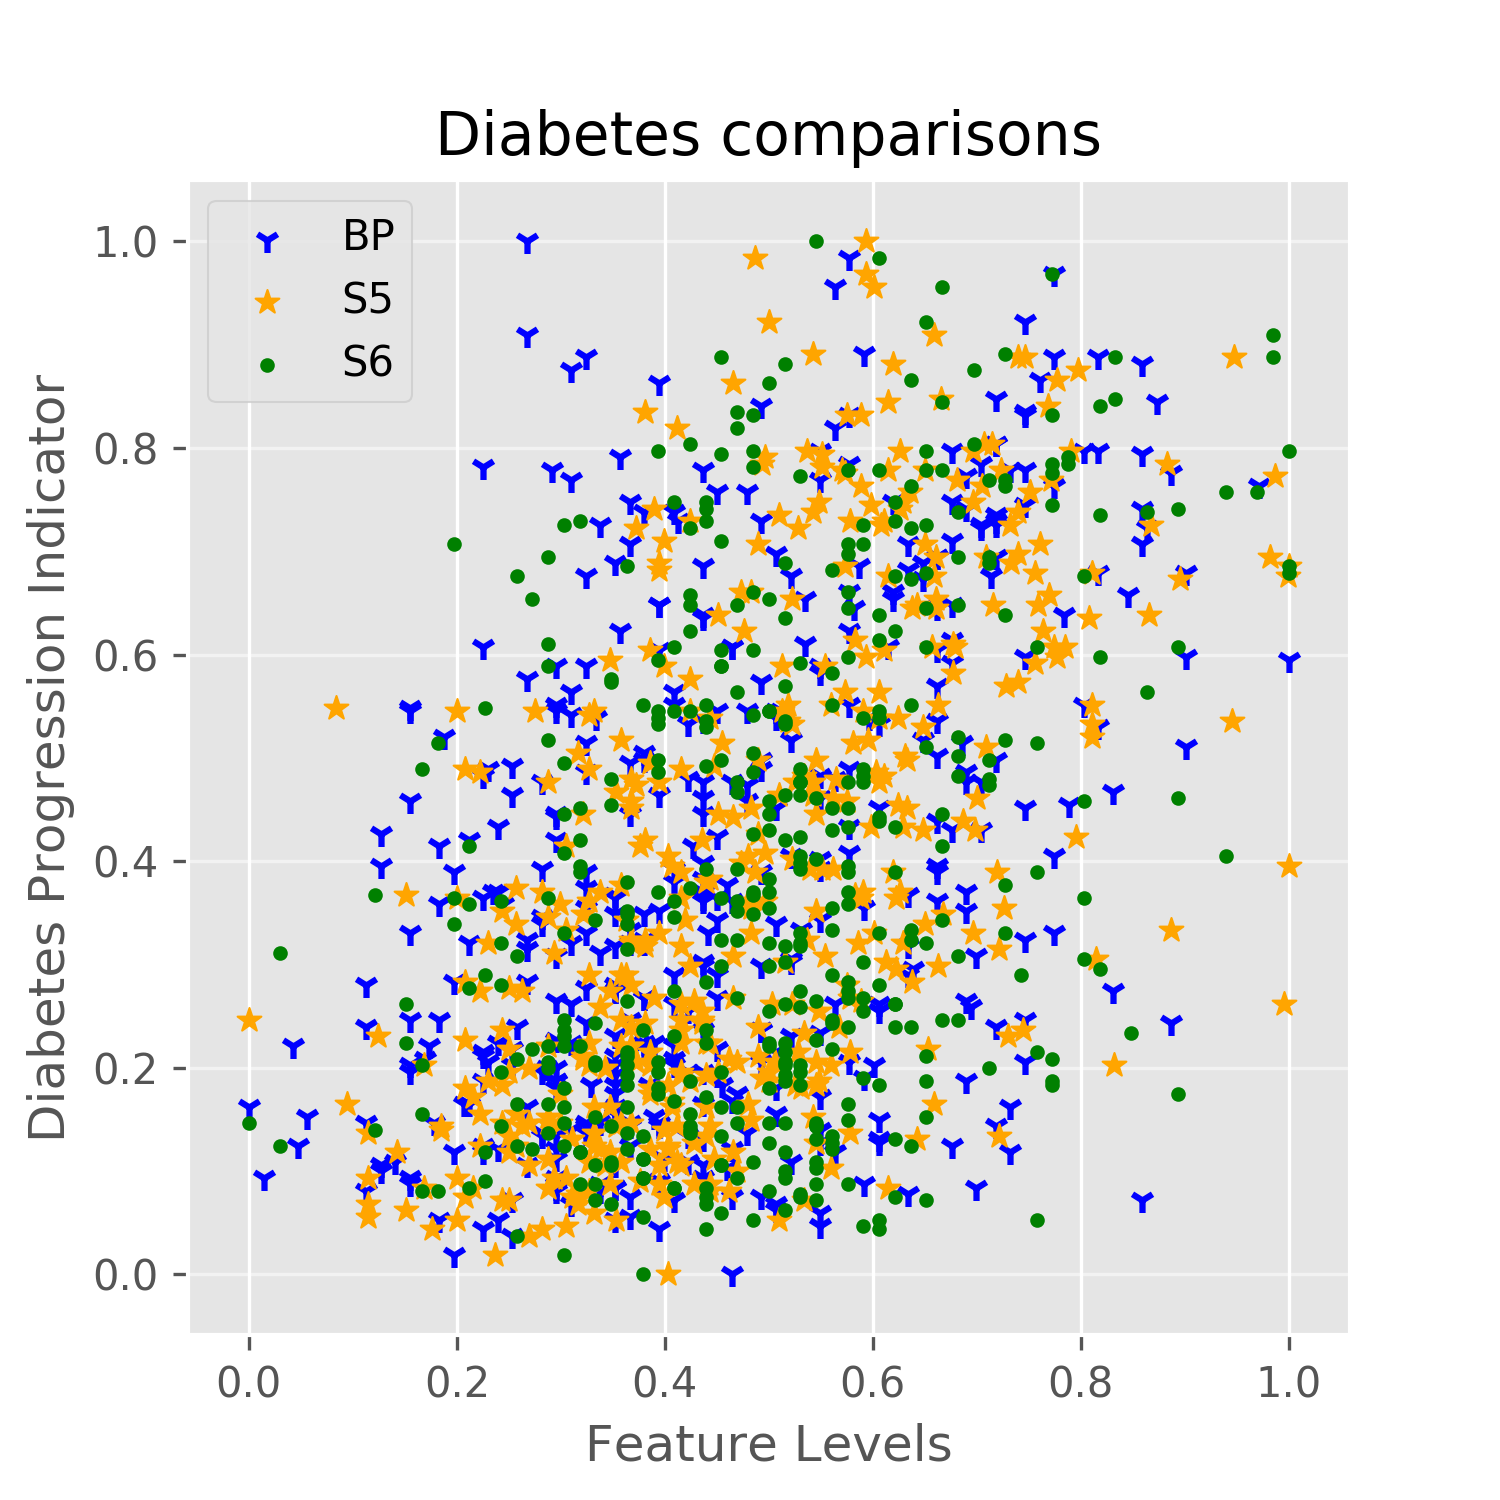 Diabetes comparisons
BP
S5
S6
Diabetes Progression Indicator
1.0
0.8
0.6
0.4
0.2
0.0
0.0 0.2 0.4 0.6 0.8 1.0
Feature Levels